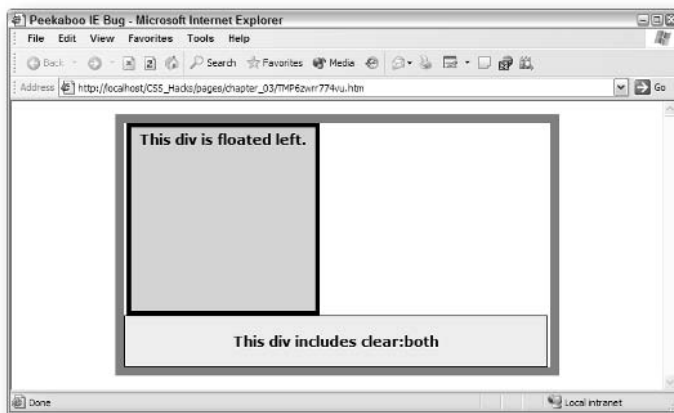 Peekaboo IE Bug - Microsoft Internet Explorer
File Edit View Favorites Tools Help
Back Search Favorites Media
Address http://localhost/CSS_Hacks/pages/chapter_03/TMP6zwrr774vu.htm Go
This div is floated left.
This div includes clear:both
Done Local intranet